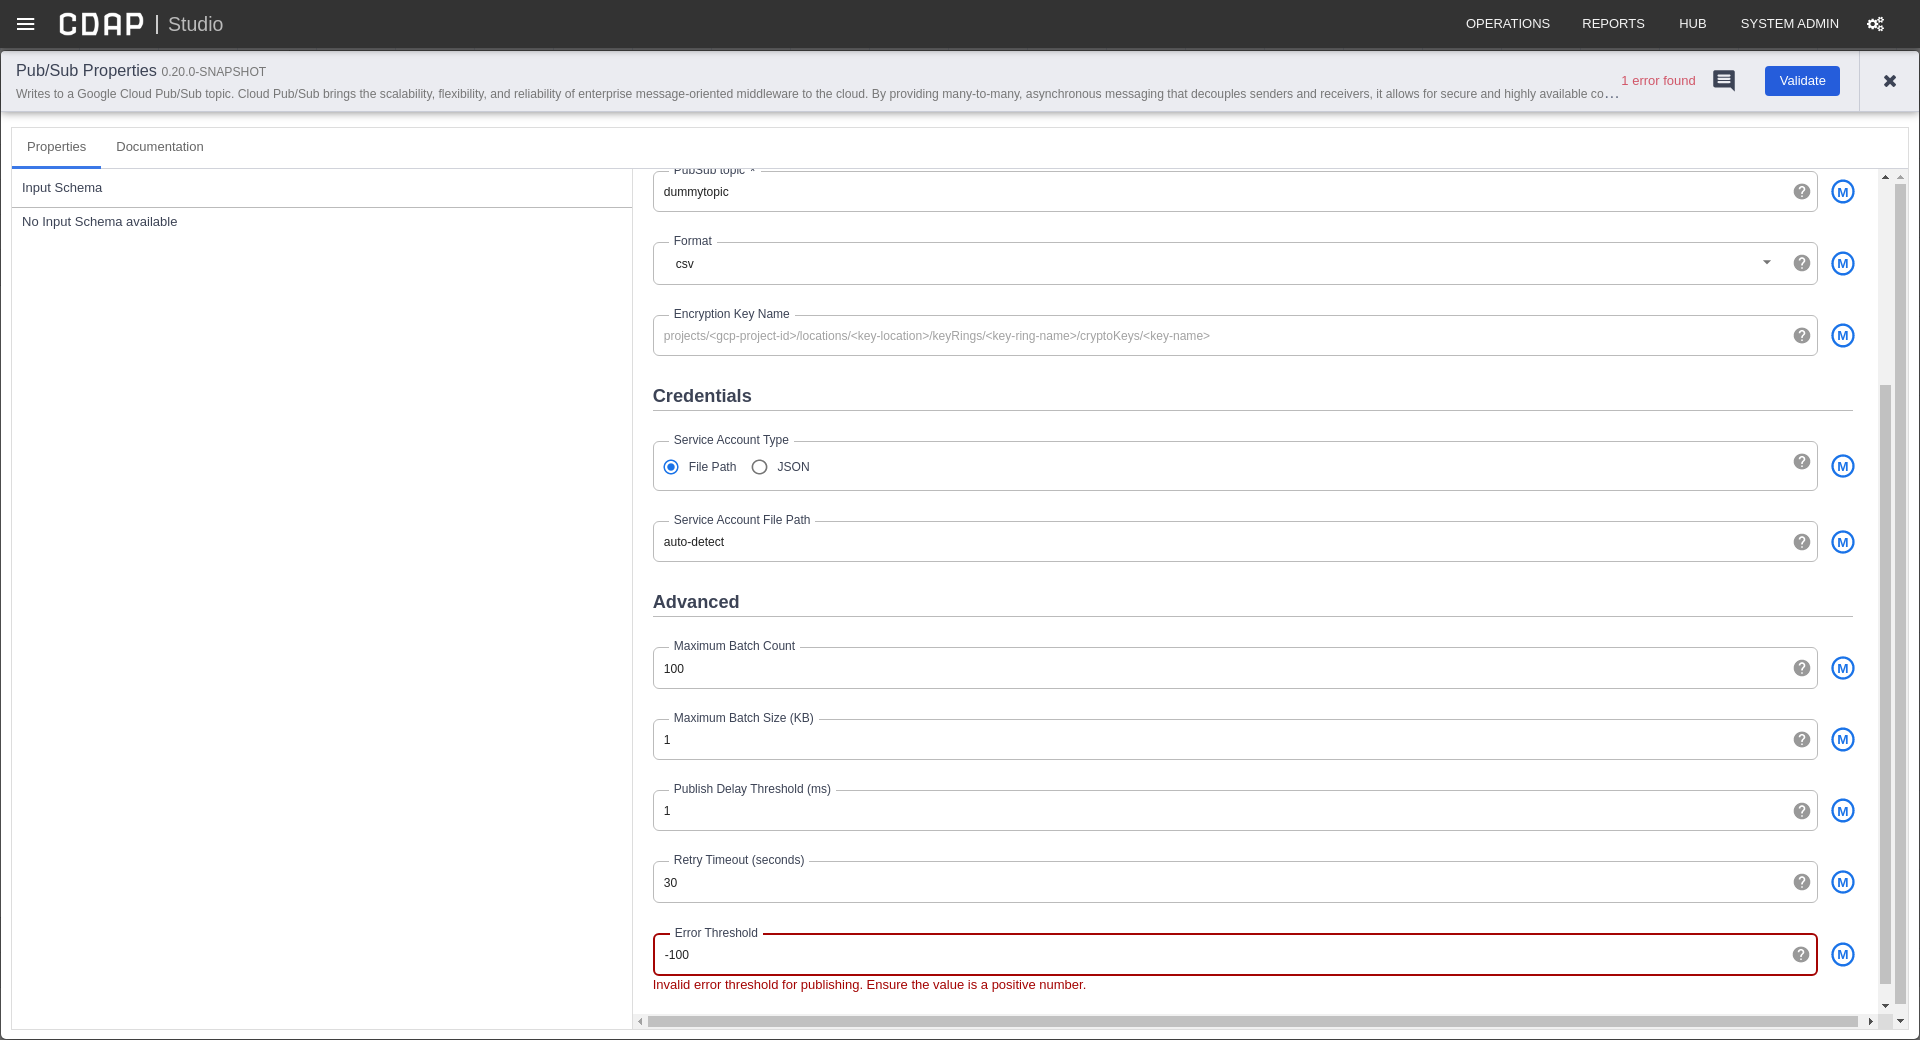 CDAP | Studio
OPERATIONS REPORTS HUB SYSTEM ADMIN
Pub/Sub Properties 0.20.0-SNAPSHOT
Writes to a Google Cloud Pub/Sub topic. Cloud Pub/Sub brings the scalability, flexibility, and reliability of enterprise message-oriented middleware to the cloud. By providing many-to-many, asynchronous messaging that decouples senders and receivers, it allows for secure and highly available co...
1 error found
Validate
Properties Documentation
Input Schema
No Input Schema available
PubSub topic *
dummytopic
M
Format
csv
M
Encryption Key Name
projects/<gcp-project-id>/locations/<key-location>/keyRings/<key-ring-name>/cryptoKeys/<key-name>
M
Credentials
Service Account Type
File Path JSON
M
Service Account File Path
auto-detect
M
Advanced
Maximum Batch Count
100
M
Maximum Batch Size (KB)
1
M
Publish Delay Threshold (ms)
1
M
Retry Timeout (seconds)
30
M
Error Threshold
-100
M
Invalid error threshold for publishing. Ensure the value is a positive number.